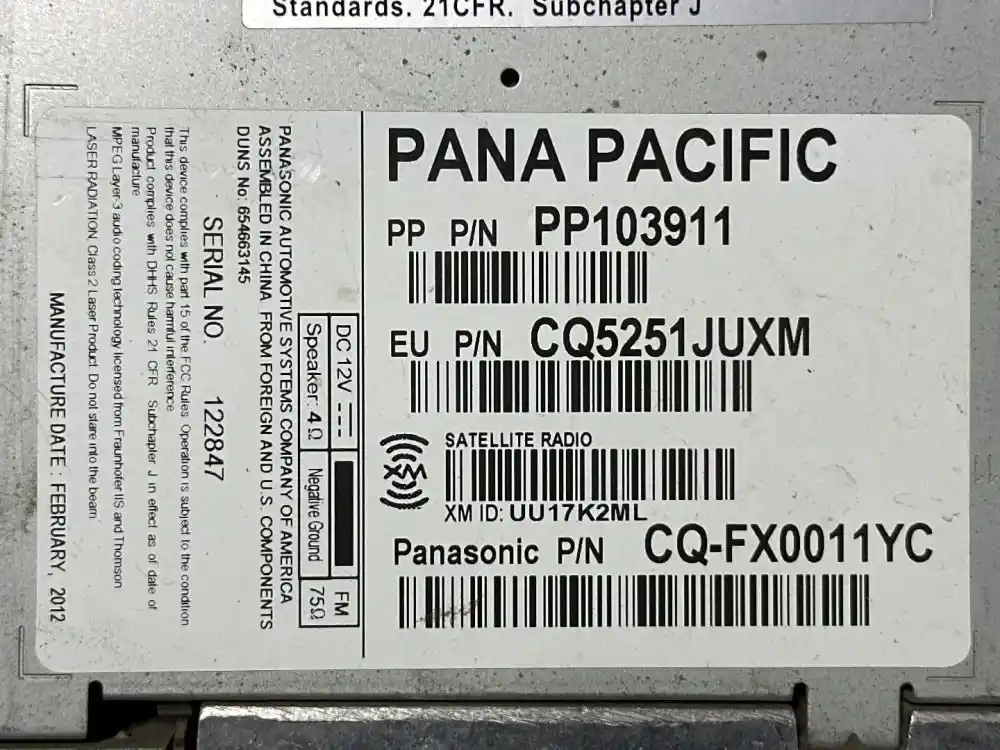 Standards. 21CFR. Subchapter J
PANA PACIFIC
PP P/N PP103911
EU P/N CQ5251JUXM
SATELLITE RADIO
XM ID: UU17K2ML
Panasonic P/N CQ-FX0011YC
DC 12V
FM
Speaker: 4Ω
Negative Ground
75Ω
PANASONIC AUTOMOTIVE SYSTEMS COMPANY OF AMERICA
ASSEMBLED IN CHINA FROM FOREIGN AND U.S. COMPONENTS
DUNS No: 654663145
SERIAL NO. 122847
This device complies with part 15 of the FCC Rules. Operation is subject to the condition
that this device does not cause harmful interference
Product complies with DHHS Rules 21 CFR Subchapter J in effect as of date of
manufacture
MPEG Layer-3 audio coding technology licensed from Fraunhofer IIS and Thomson
LASER RADIATION, Class 2 Laser Product. Do not stare into the beam
MANUFACTURE DATE : FEBRUARY, 2012